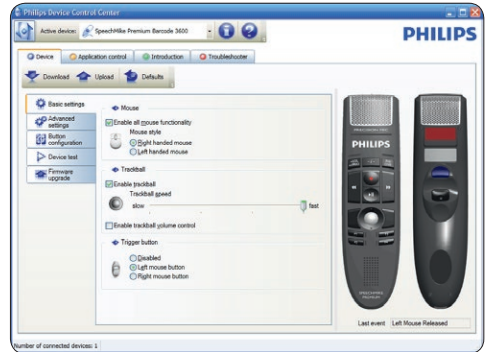 Philips Device Control Center
Active device: SpeechMike Premium Barcode 3600
PHILIPS
Device Application control Introduction Troubleshooter
Download Upload Defaults
Basic settings
Advanced settings
Button configuration
Device test
Firmware upgrade
Mouse
Enable all mouse functionality
Mouse style
Right handed mouse
Left handed mouse
Trackball
Enable trackball
Trackball speed
slow fast
Enable trackball volume control
Trigger button
Disabled
Left mouse button
Right mouse button
PHILIPS
SPEECHMIKE
PREMIUM
Last event Left Mouse Released
Number of connected devices: 1